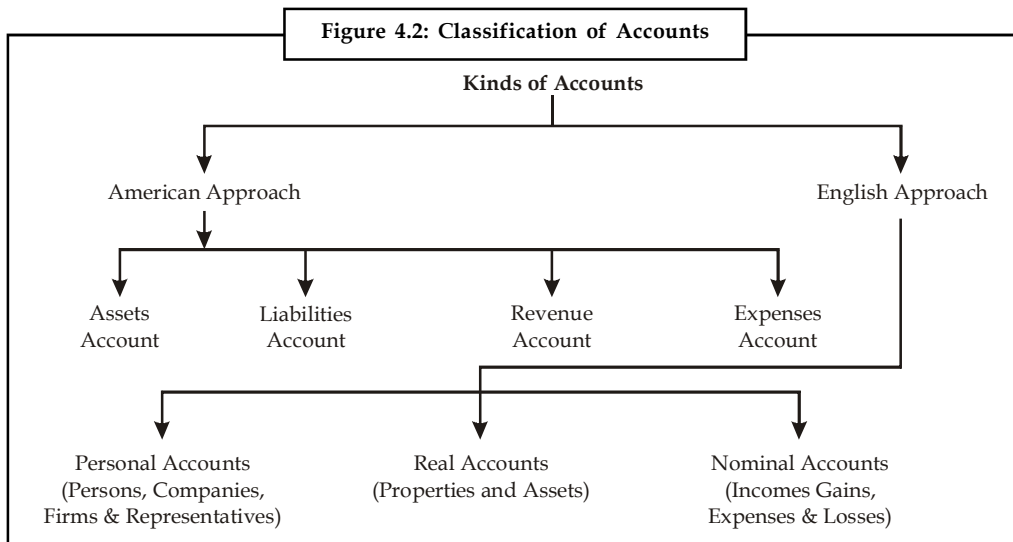 Figure 4.2: Classification of Accounts
Kinds of Accounts
American Approach
English Approach
Assets
Account
Liabilities
Account
Revenue
Account
Expenses
Account
Personal Accounts
(Persons, Companies,
Firms & Representatives)
Real Accounts
(Properties and Assets)
Nominal Accounts
(Incomes Gains,
Expenses & Losses)